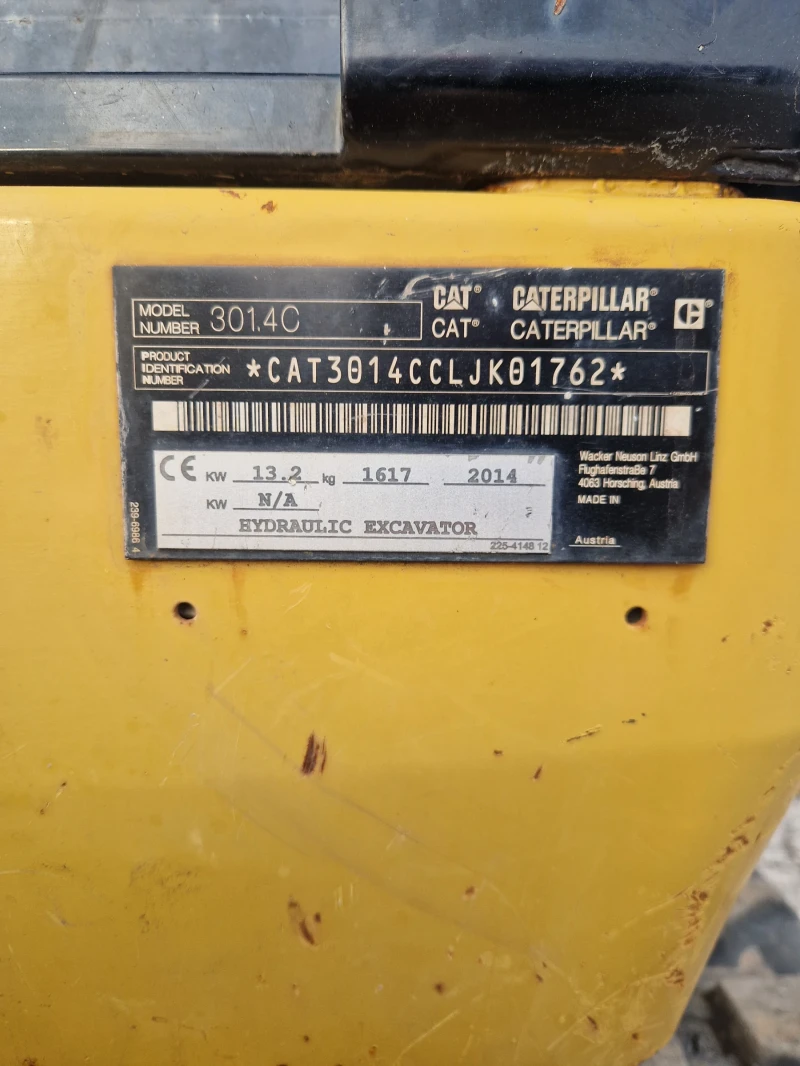 MODEL NUMBER 301.4C
CAT® CATERPILLAR®
CAT® CATERPILLAR®
PRODUCT IDENTIFICATION NUMBER *CAT3014CCLJK01762*
CE KW 13.2 kg 1617 2014
KW N/A
HYDRAULIC EXCAVATOR
225-4148 12
239-6986 4
Wacker Neuson Linz GmbH
Flughafenstraße 7
4063 Horsching, Austria
MADE IN
Austria